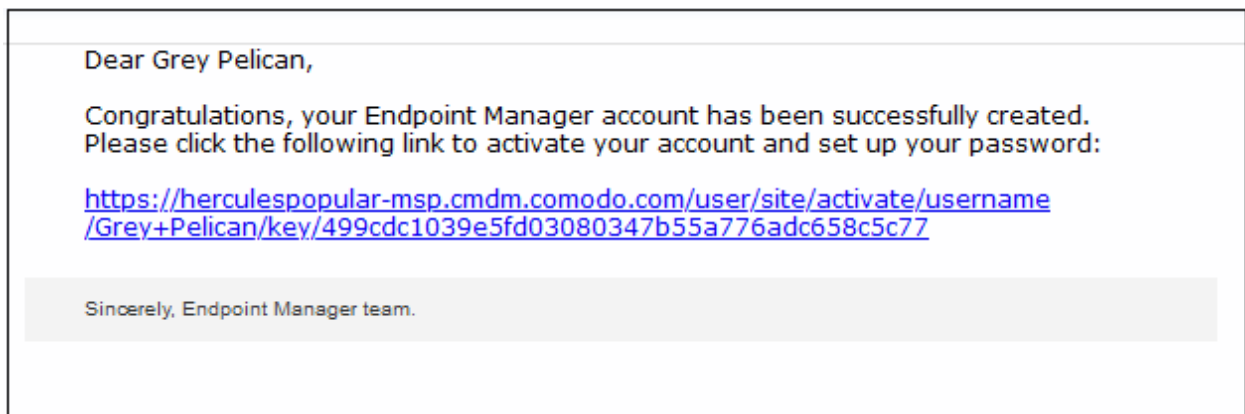 Dear Grey Pelican,
Congratulations, your Endpoint Manager account has been successfully created.
Please click the following link to activate your account and set up your password:
https://herculespopular-msp.cmdm.comodo.com/user/site/activate/username
/Grey+Pelican/key/499cdc1039e5fd03080347b55a776adc658c5c77
Sincerely, Endpoint Manager team.